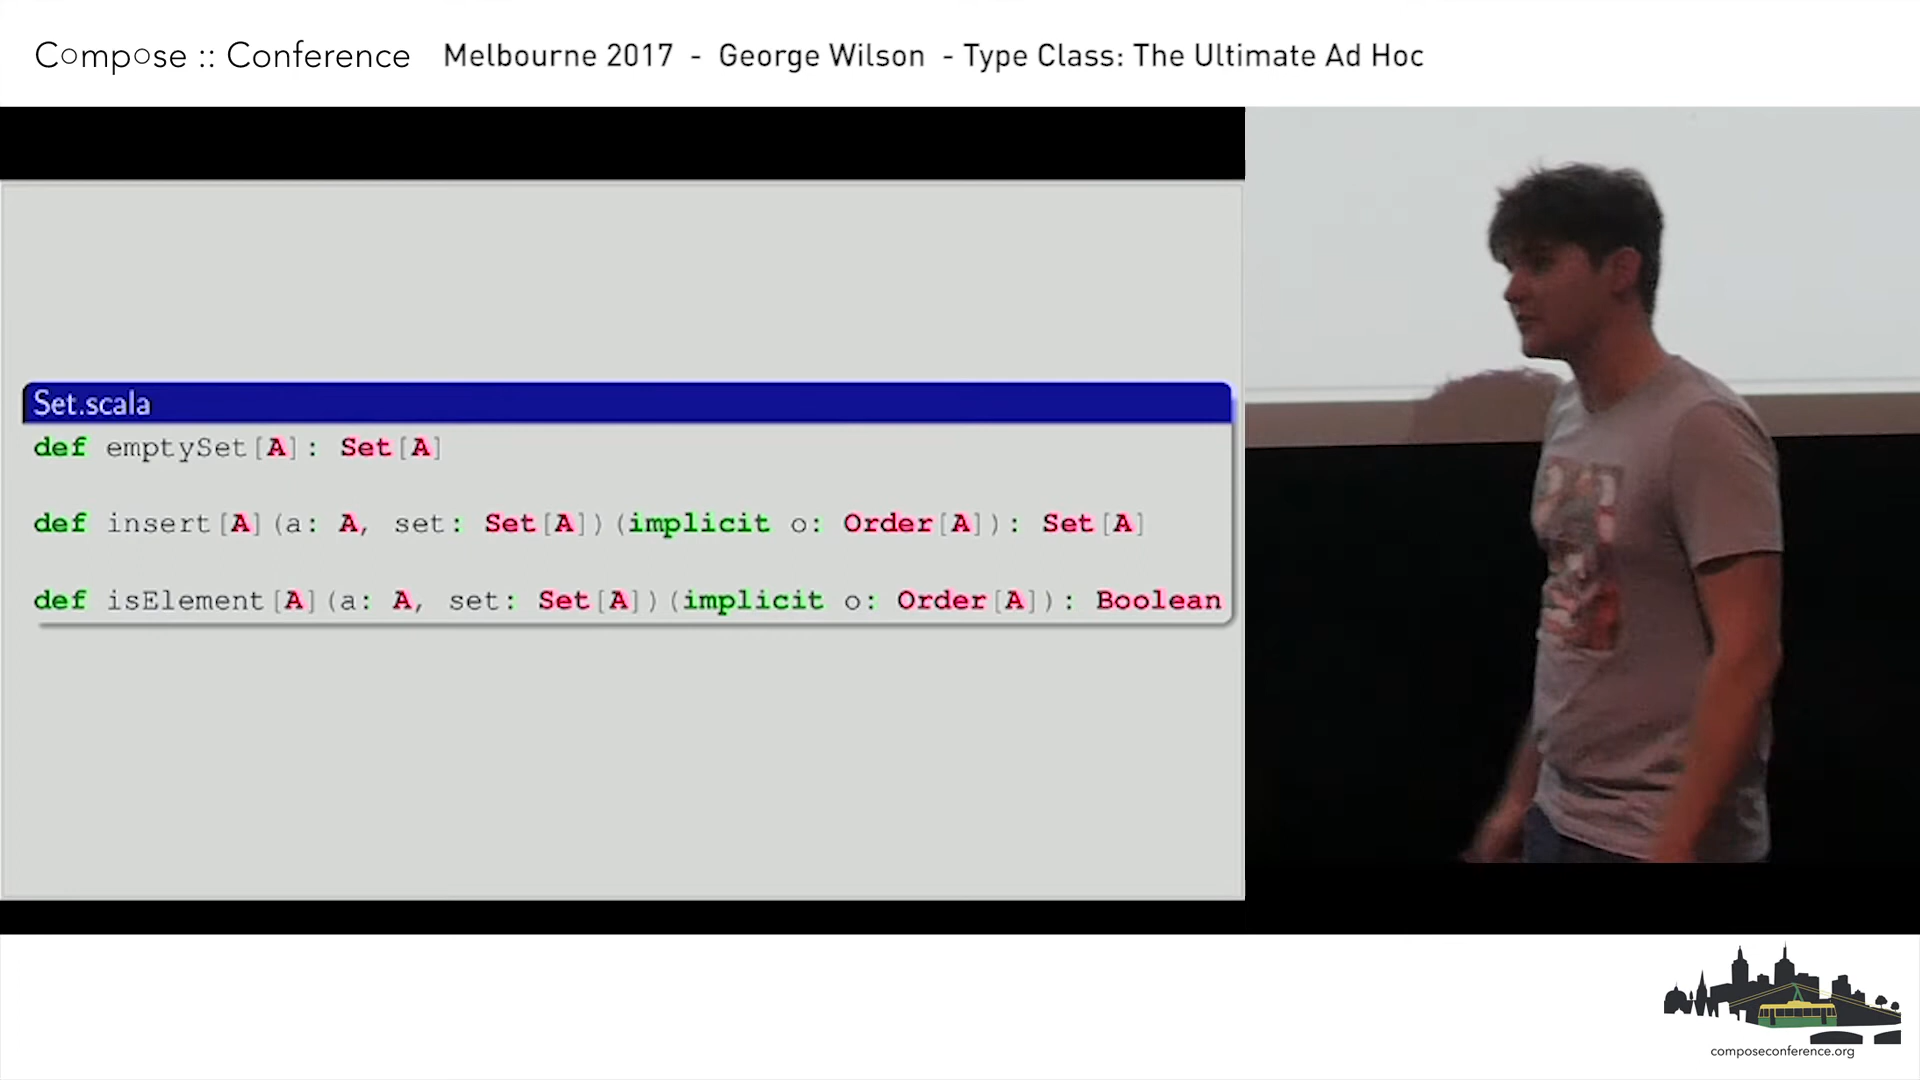 Compose :: Conference Melbourne 2017 - George Wilson - Type Class: The Ultimate Ad Hoc
Set.scala
def emptySet[A]: Set[A]
def insert[A](a: A, set: Set[A])(implicit o: Order[A]): Set[A]
def isElement[A](a: A, set: Set[A])(implicit o: Order[A]): Boolean
composeconference.org